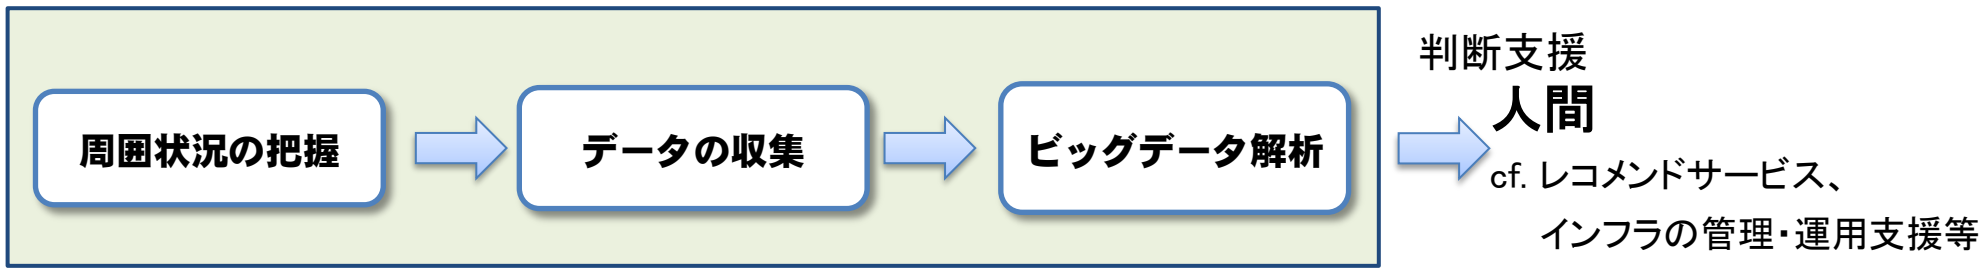 周囲状況の把握
データの収集
ビッグデータ解析
判断支援
人間
cf. レコメンドサービス、
インフラの管理・運用支援等